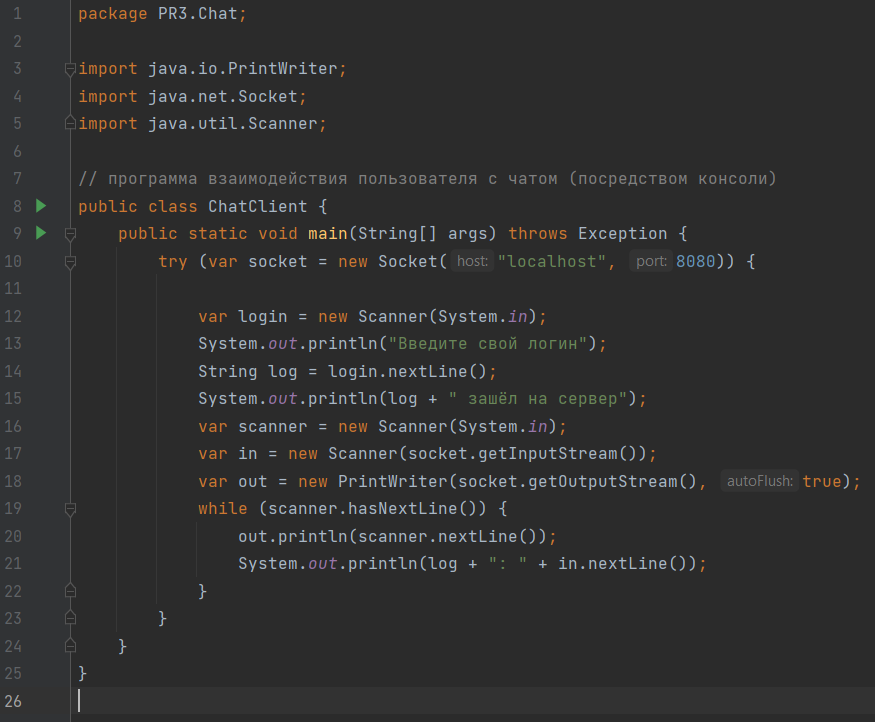 1 package PR3.Chat;
2
3 import java.io.PrintWriter;
4 import java.net.Socket;
5 import java.util.Scanner;
6
7 // программа взаимодействия пользователя с чатом (посредством консоли)
8 public class ChatClient {
9 public static void main(String[] args) throws Exception {
10 try (var socket = new Socket( host: "localhost", port: 8080)) {
11
12 var login = new Scanner(System.in);
13 System.out.println("Введите свой логин");
14 String log = login.nextLine();
15 System.out.println(log + " зашёл на сервер");
16 var scanner = new Scanner(System.in);
17 var in = new Scanner(socket.getInputStream());
18 var out = new PrintWriter(socket.getOutputStream(), autoFlush: true);
19 while (scanner.hasNextLine()) {
20 out.println(scanner.nextLine());
21 System.out.println(log + ": " + in.nextLine());
22 }
23 }
24 }
25 }
26